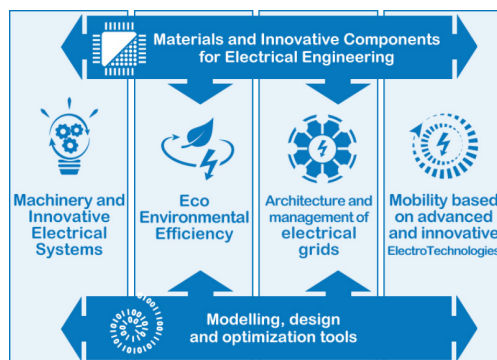 Materials and Innovative Components
for Electrical Engineering
Machinery and
Innovative
Electrical
Systems
Eco
Environmental
Efficiency
Architecture and
management of
electrical
grids
Mobility based
on advanced
and innovative
ElectroTechnologies
Modelling, design
and optimization tools